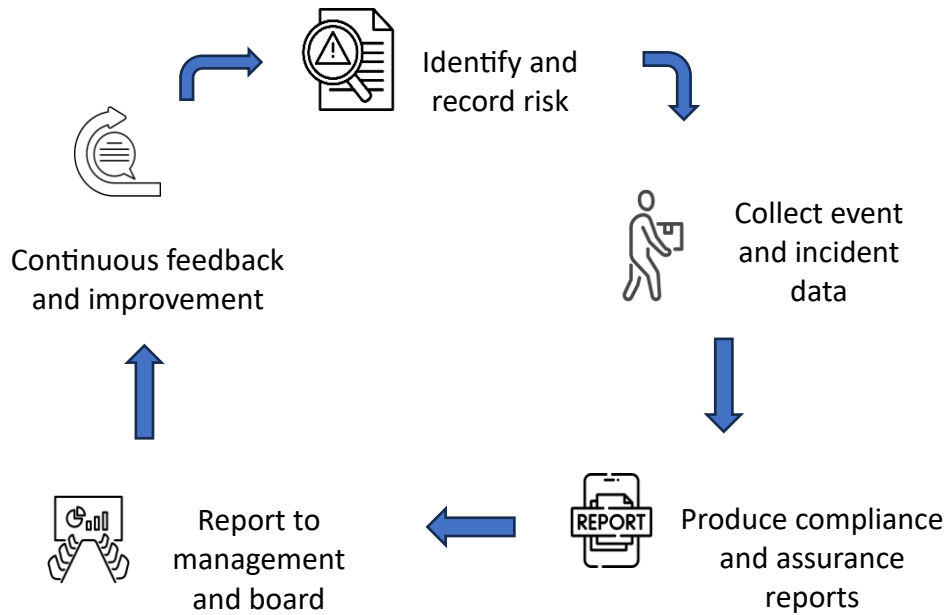 Identify and
record risk
Collect event
and incident
data
Produce compliance
and assurance
reports
REPORT
Report to
management
and board
Continuous feedback
and improvement